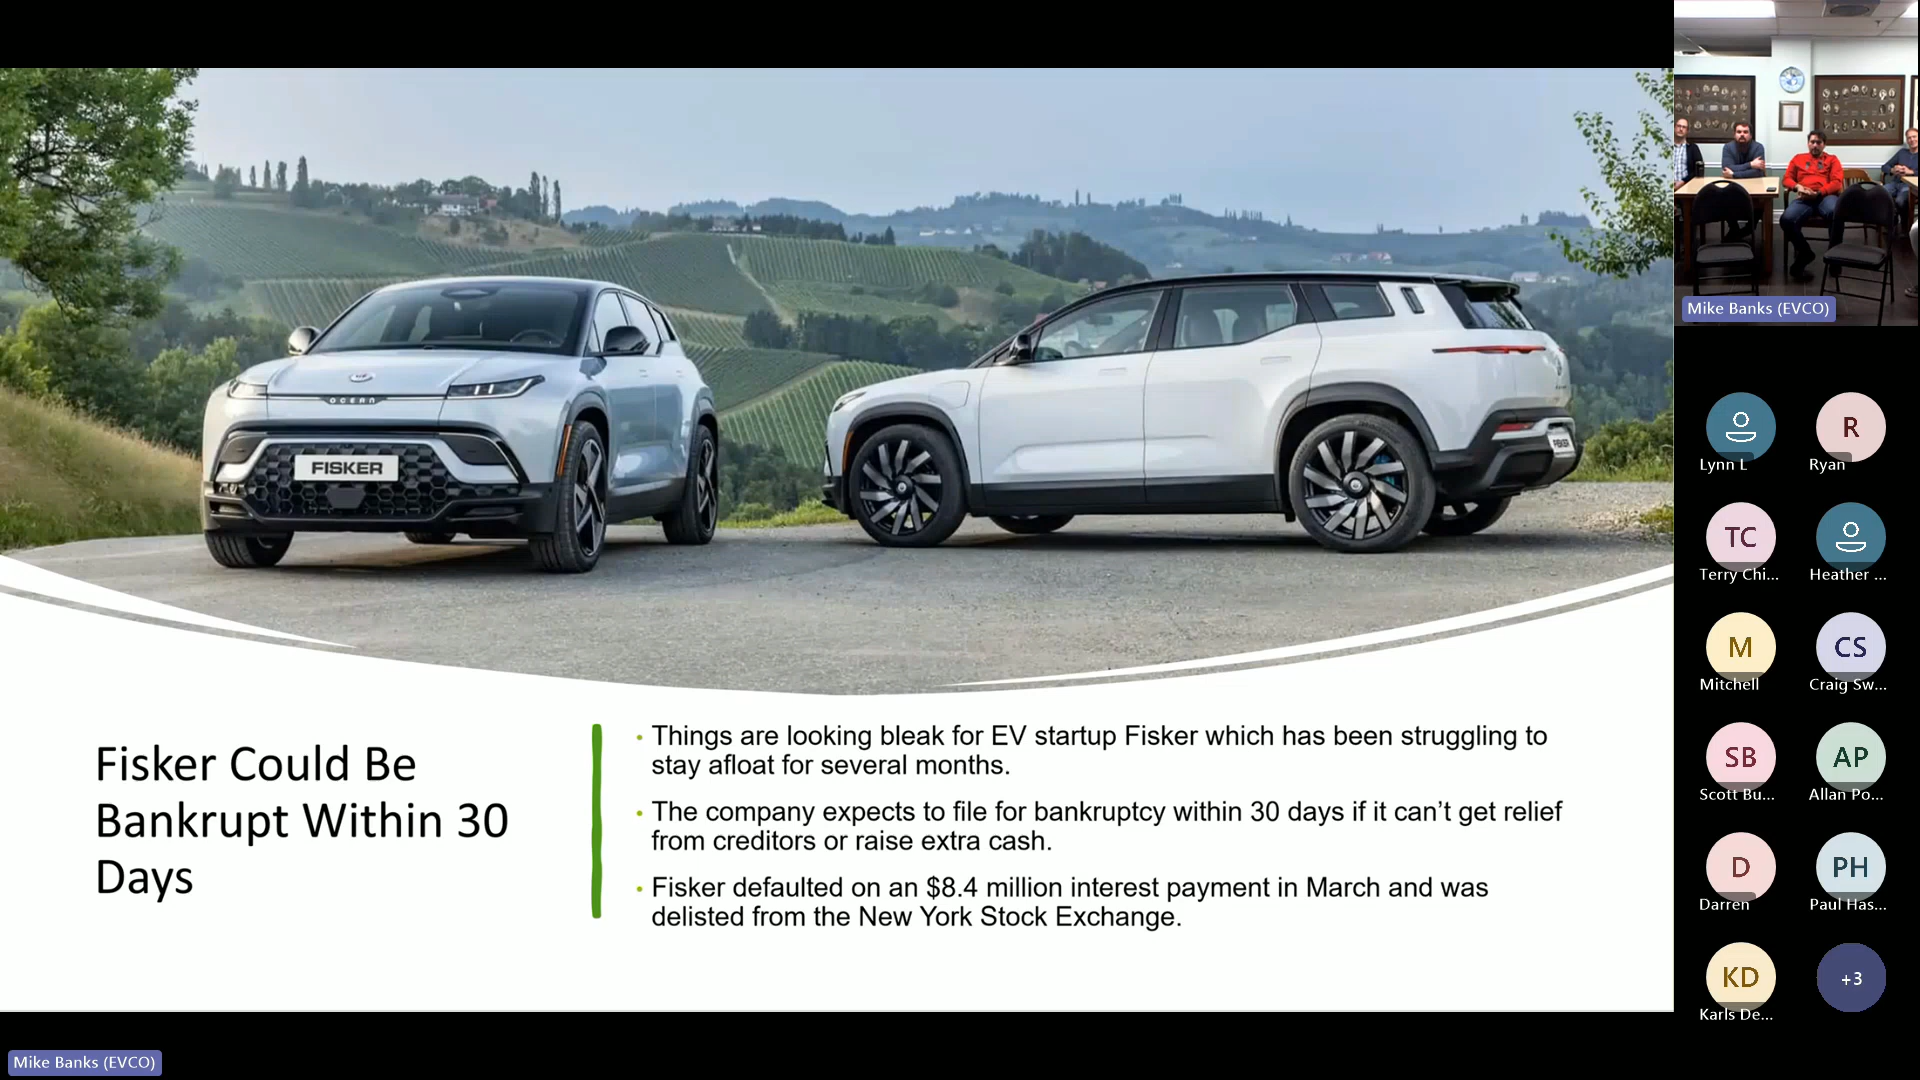 OCEAN
FISKER
FISKER
Fisker Could Be
Bankrupt Within 30
Days
• Things are looking bleak for EV startup Fisker which has been struggling to
stay afloat for several months.
• The company expects to file for bankruptcy within 30 days if it can’t get relief
from creditors or raise extra cash.
• Fisker defaulted on an $8.4 million interest payment in March and was
delisted from the New York Stock Exchange.
Mike Banks (EVCO)
Mike Banks (EVCO)
Lynn L
R
Ryan
TC
Terry Chi...
Heather ...
M
Mitchell
CS
Craig Sw...
SB
Scott Bu...
AP
Allan Po...
D
Darren
PH
Paul Has...
KD
Karls De...
+3